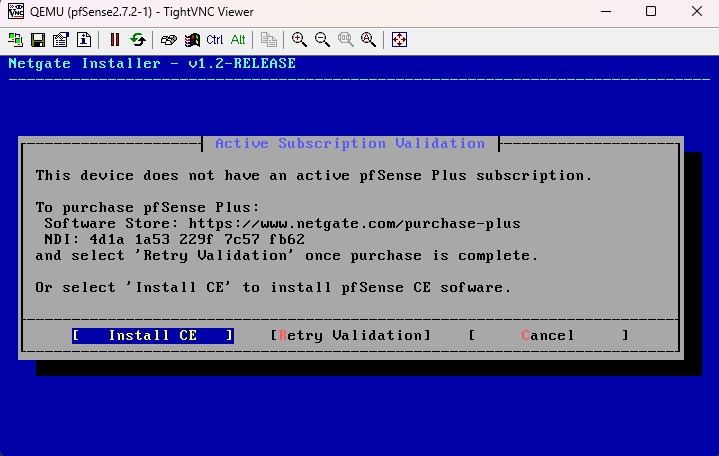 QEMU (pfSense2.7.2-1) - TightVNC Viewer
Ctrl Alt
Netgate Installer - v1.2-RELEASE
Active Subscription Validation
This device does not have an active pfSense Plus subscription.
To purchase pfSense Plus:
Software Store: https://www.netgate.com/purchase-plus
NDI: 4d1a 1a53 229f 7c57 fb62
and select 'Retry Validation' once purchase is complete.
Or select 'Install CE' to install pfSense CE sofware.
[ Install CE ] [Retry Validation] [ Cancel ]